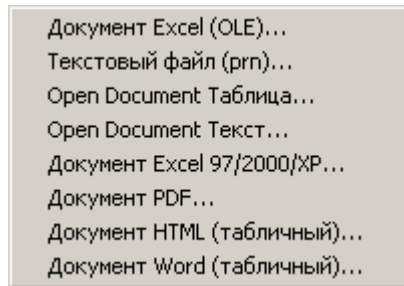 Документ Excel (OLE)...
Текстовый файл (prn)...
Open Document Таблица...
Open Document Текст...
Документ Excel 97/2000/XP...
Документ PDF...
Документ HTML (табличный)...
Документ Word (табличный)...